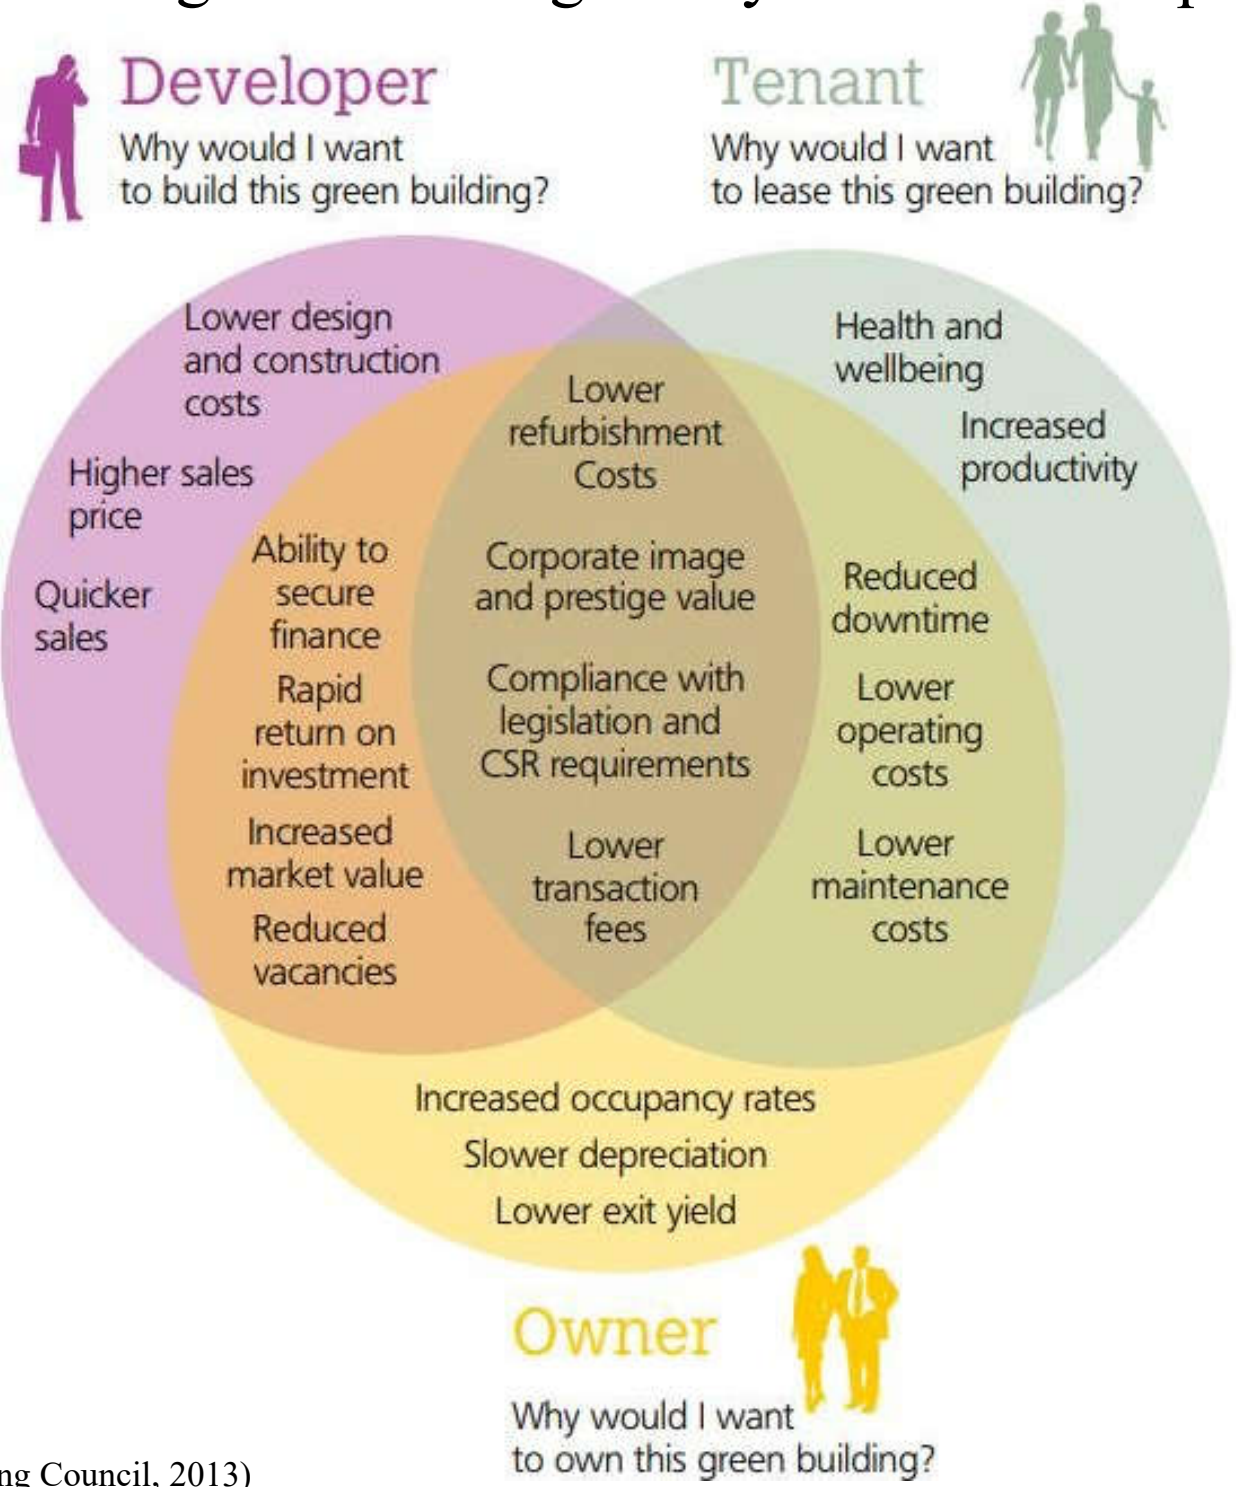 Developer
Why would I want
to build this green building?
Tenant
Why would I want
to lease this green building?
Lower design
and construction
costs
Higher sales
price
Quicker
sales
Ability to
secure
finance
Rapid
return on
investment
Increased
market value
Reduced
vacancies
Lower
refurbishment
Costs
Corporate image
and prestige value
Compliance with
legislation and
CSR requirements
Lower
transaction
fees
Health and
wellbeing
Increased
productivity
Reduced
downtime
Lower
operating
costs
Lower
maintenance
costs
Increased occupancy rates
Slower depreciation
Lower exit yield
Owner
Why would I want
to own this green building?
ng Council, 2013)